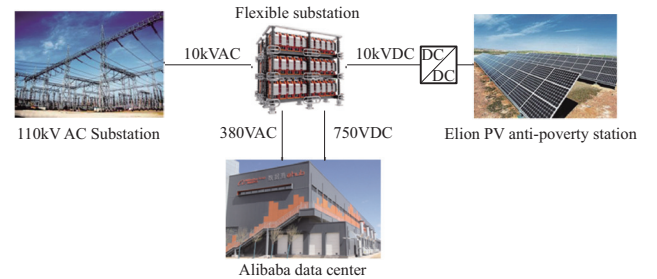 Flexible substation
10kVAC
10kVDC
DC
DC
110kV AC Substation
380VAC
750VDC
Elion PV anti-poverty station
Alibaba data center